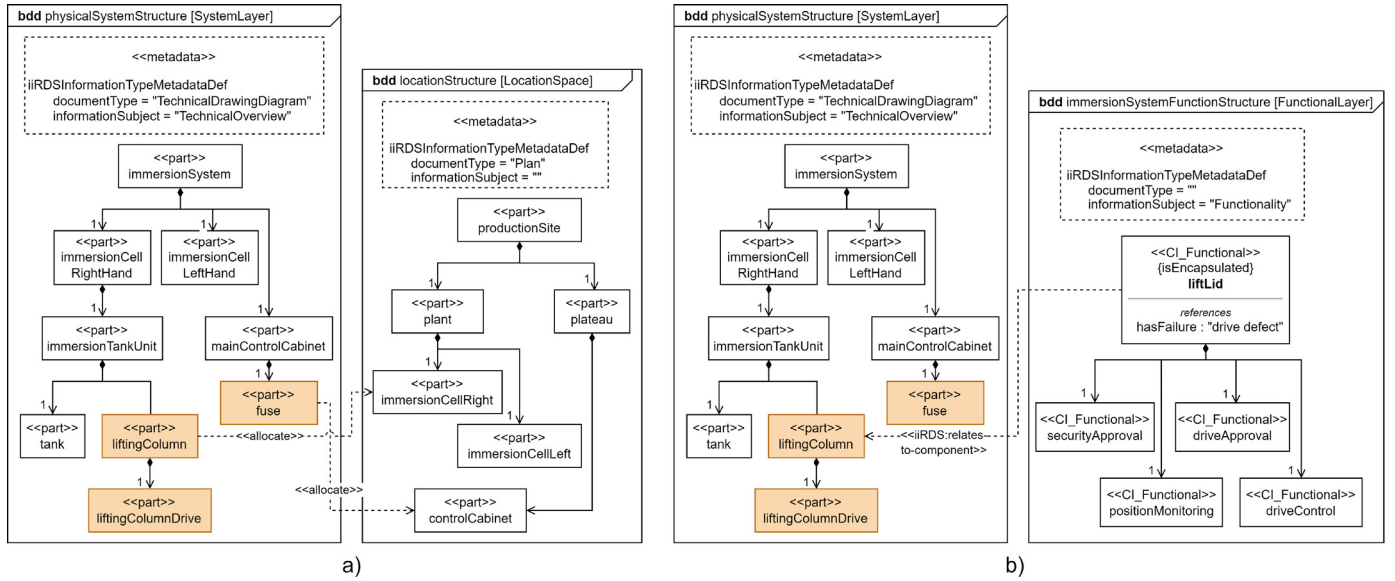 bdd physicalSystemStructure [SystemLayer]
<<metadata>>
iiRDSInformationTypeMetadataDef
documentType = "TechnicalDrawingDiagram"
informationSubject = "TechnicalOverview"
<<part>>
immersionSystem
1
1
1
<<part>>
immersionCell
RightHand
<<part>>
immersionCell
LeftHand
1
1
<<part>>
immersionTankUnit
<<part>>
mainControlCabinet
1
1
<<part>>
tank
<<part>>
liftingColumn
<<part>>
fuse
1
<<part>>
liftingColumnDrive
<<allocate>>
<<allocate>>
bdd locationStructure [LocationSpace]
<<metadata>>
iiRDSInformationTypeMetadataDef
documentType = "Plan"
informationSubject = ""
<<part>>
productionSite
1
1
<<part>>
plant
<<part>>
plateau
1
1
<<part>>
immersionCellRight
<<part>>
immersionCellLeft
1
<<part>>
controlCabinet
a)
bdd physicalSystemStructure [SystemLayer]
<<metadata>>
iiRDSInformationTypeMetadataDef
documentType = "TechnicalDrawingDiagram"
informationSubject = "TechnicalOverview"
<<part>>
immersionSystem
1
1
1
<<part>>
immersionCell
RightHand
<<part>>
immersionCell
LeftHand
1
1
<<part>>
immersionTankUnit
<<part>>
mainControlCabinet
1
1
<<part>>
tank
<<part>>
liftingColumn
<<part>>
fuse
1
<<part>>
liftingColumnDrive
<<iiRDS:relates
to-component>>
bdd immersionSystemFunctionStructure [FunctionalLayer]
<<metadata>>
iiRDSInformationTypeMetadataDef
documentType = ""
informationSubject = "Functionality"
<<CI_Functional>>
{isEncapsulated}
liftLid
references
hasFailure : "drive defect"
1
1
1
1
<<CI_Functional>>
securityApproval
<<CI_Functional>>
driveApproval
<<CI_Functional>>
positionMonitoring
<<CI_Functional>>
driveControl
b)